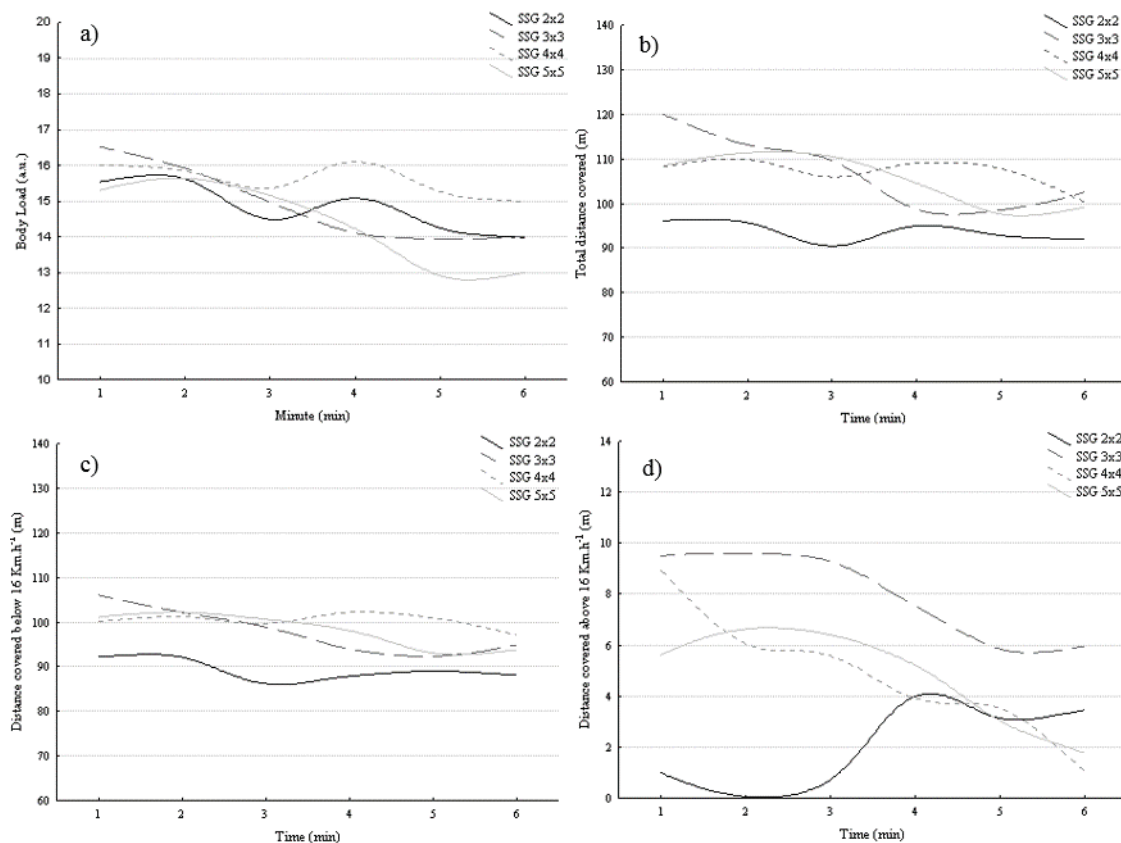 a)
SSG 2x2
SSG 3x3
SSG 4x4
SSG 5x5
Body Load (a.u.)
20
19
18
17
16
15
14
13
12
11
10
1 2 3 4 5 6
Minute (min)
b)
SSG 2x2
SSG 3x3
SSG 4x4
SSG 5x5
Total distance covered (m)
140
130
120
110
100
90
80
70
60
1 2 3 4 5 6
Time (min)
c)
SSG 2x2
SSG 3x3
SSG 4x4
SSG 5x5
Distance covered below 16 Km.h⁻¹ (m)
140
130
120
110
100
90
80
70
60
1 2 3 4 5 6
Time (min)
d)
SSG 2x2
SSG 3x3
SSG 4x4
SSG 5x5
Distance covered above 16 Km.h⁻¹ (m)
14
12
10
8
6
4
2
0
1 2 3 4 5 6
Time (min)